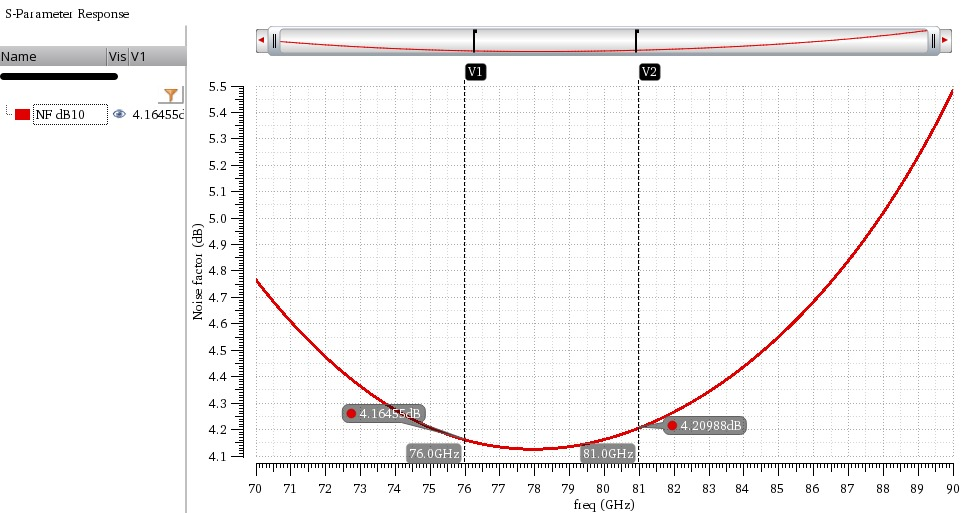 S-Parameter Response
Name Vis V1
NF dB10 4.16455d
V1 V2
5.5
5.4
5.3
5.2
5.1
5.0
4.9
4.8
4.7
4.6
4.5
4.4
4.3
4.2
4.1
Noise factor (dB)
4.16455dB
4.20988dB
76.0GHz 81.0GHz
70 71 72 73 74 75 76 77 78 79 80 81 82 83 84 85 86 87 88 89 90
freq (GHz)